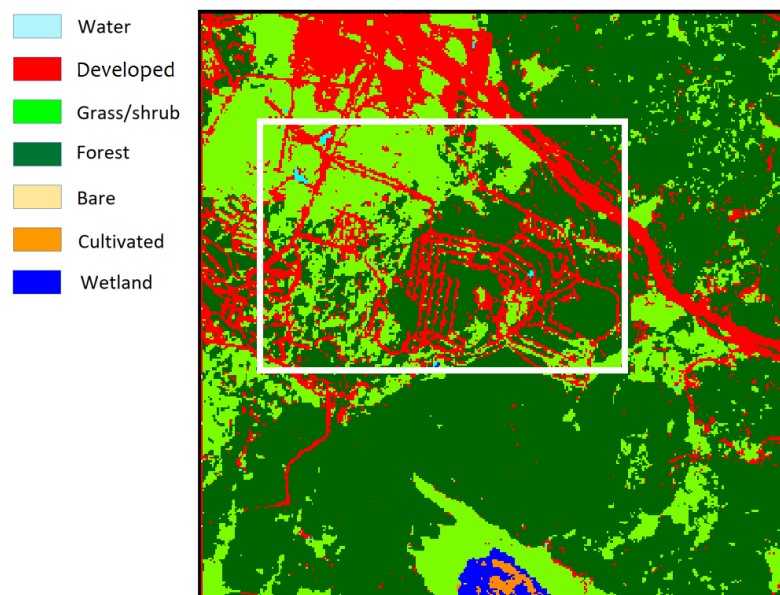 Water
Developed
Grass/shrub
Forest
Bare
Cultivated
Wetland